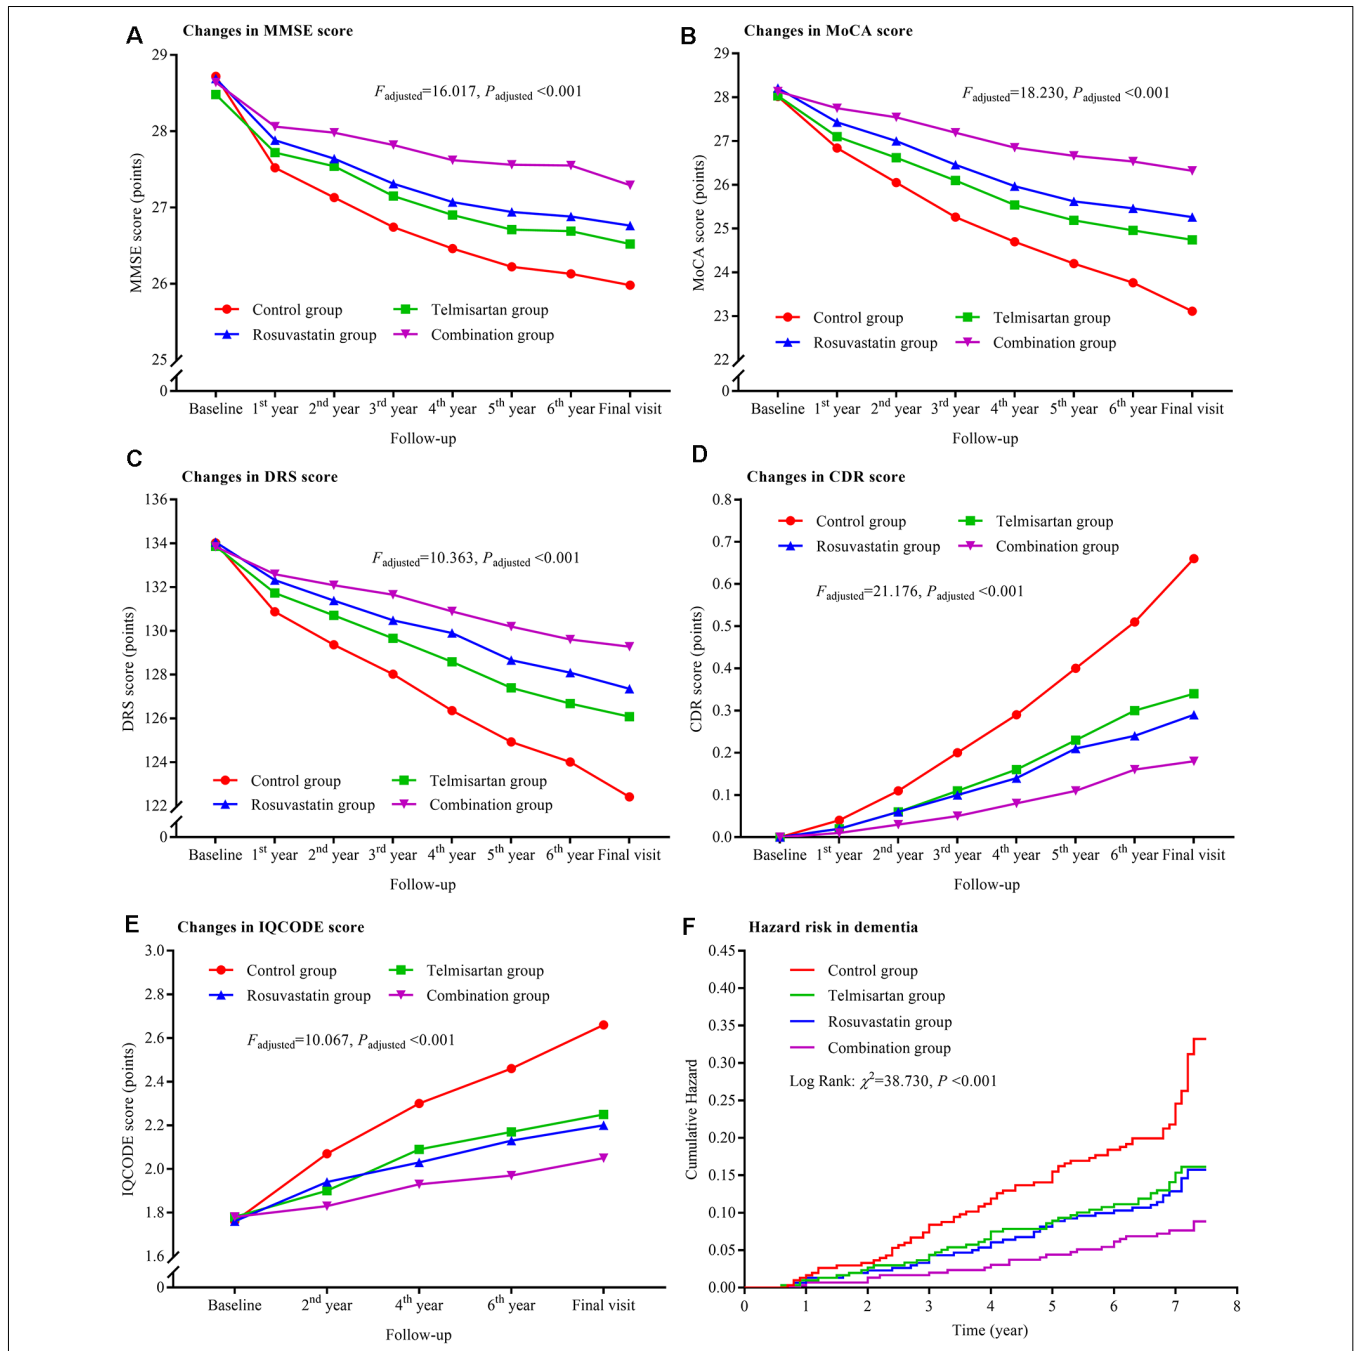 A Changes in MMSE score
F adjusted=16.017, P adjusted <0.001
MMSE score (points)
29
28
27
26
25
0
Control group
Telmisartan group
Rosuvastatin group
Combination group
Baseline 1st year 2nd year 3rd year 4th year 5th year 6th year Final visit
Follow-up
B Changes in MoCA score
F adjusted=18.230, P adjusted <0.001
MoCA score (points)
29
28
27
26
25
24
23
22
0
Control group
Telmisartan group
Rosuvastatin group
Combination group
Baseline 1st year 2nd year 3rd year 4th year 5th year 6th year Final visit
Follow-up
C Changes in DRS score
F adjusted=10.363, P adjusted <0.001
DRS score (points)
136
134
132
130
128
126
124
122
0
Control group
Telmisartan group
Rosuvastatin group
Combination group
Baseline 1st year 2nd year 3rd year 4th year 5th year 6th year Final visit
Follow-up
D Changes in CDR score
Control group
Telmisartan group
Rosuvastatin group
Combination group
F adjusted=21.176, P adjusted <0.001
CDR score (points)
0.8
0.7
0.6
0.5
0.4
0.3
0.2
0.1
0.0
Baseline 1st year 2nd year 3rd year 4th year 5th year 6th year Final visit
Follow-up
E Changes in IQCODE score
Control group
Telmisartan group
Rosuvastatin group
Combination group
F adjusted=10.067, P adjusted <0.001
IQCODE score (points)
3.0
2.8
2.6
2.4
2.2
2.0
1.8
1.6
0
Baseline 2nd year 4th year 6th year Final visit
Follow-up
F Hazard risk in dementia
Control group
Telmisartan group
Rosuvastatin group
Combination group
Log Rank: χ2=38.730, P <0.001
Cumulative Hazard
0.45
0.40
0.35
0.30
0.25
0.20
0.15
0.10
0.05
0.00
0 1 2 3 4 5 6 7 8
Time (year)